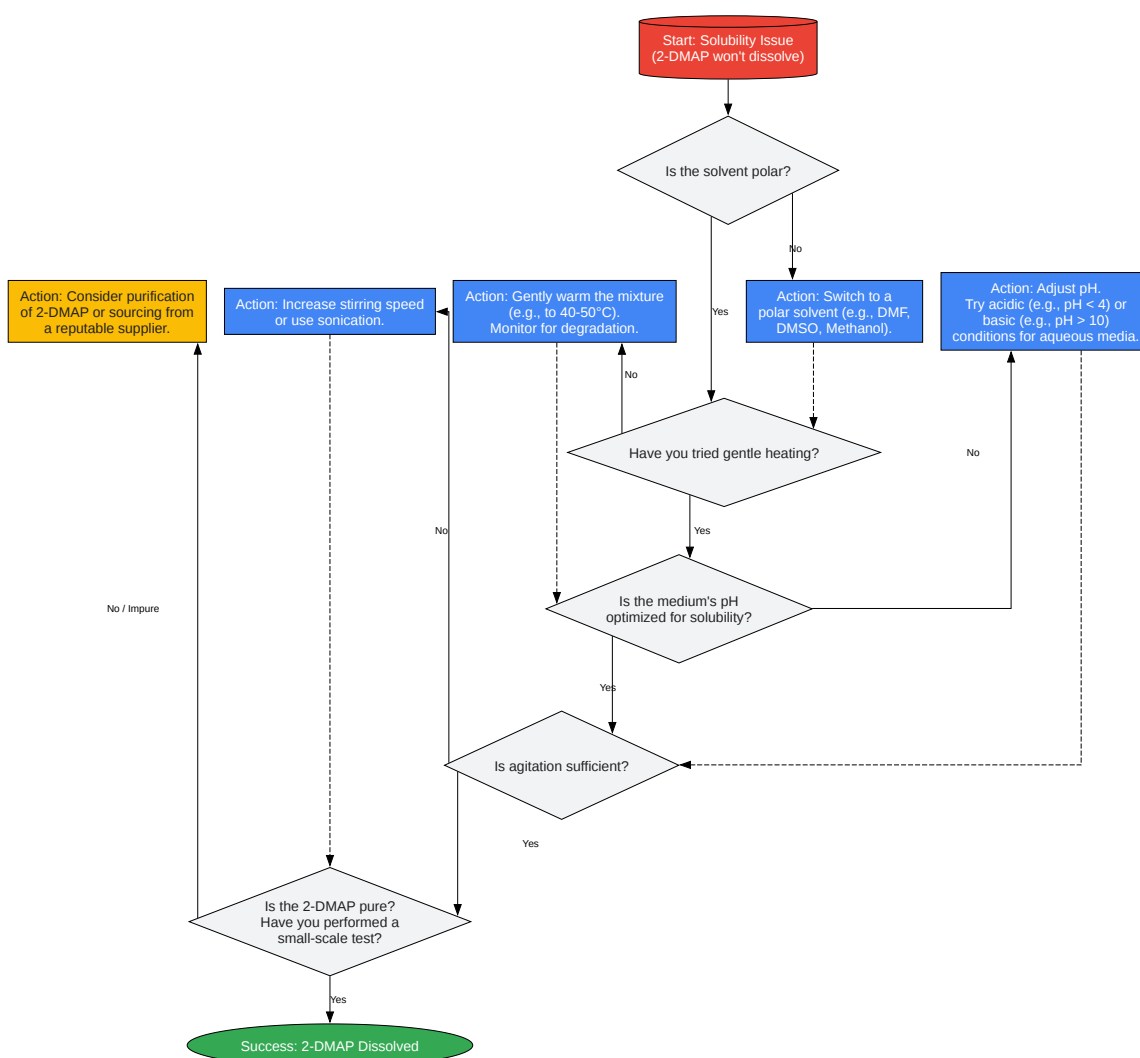 Start: Solubility Issue
(2-DMAP won't dissolve)
Is the solvent polar?
No
Yes
Action: Consider purification
of 2-DMAP or sourcing from
a reputable supplier.
Action: Increase stirring speed
or use sonication.
Action: Gently warm the mixture
(e.g., to 40-50°C).
Monitor for degradation.
Action: Switch to a
polar solvent (e.g., DMF,
DMSO, Methanol).
Action: Adjust pH.
Try acidic (e.g., pH < 4) or
basic (e.g., pH > 10)
conditions for aqueous media.
No
Have you tried gentle heating?
No
Yes
No
Is the medium's pH
optimized for solubility?
No / Impure
Yes
Is agitation sufficient?
Yes
Is the 2-DMAP pure?
Have you performed a
small-scale test?
Yes
Success: 2-DMAP Dissolved